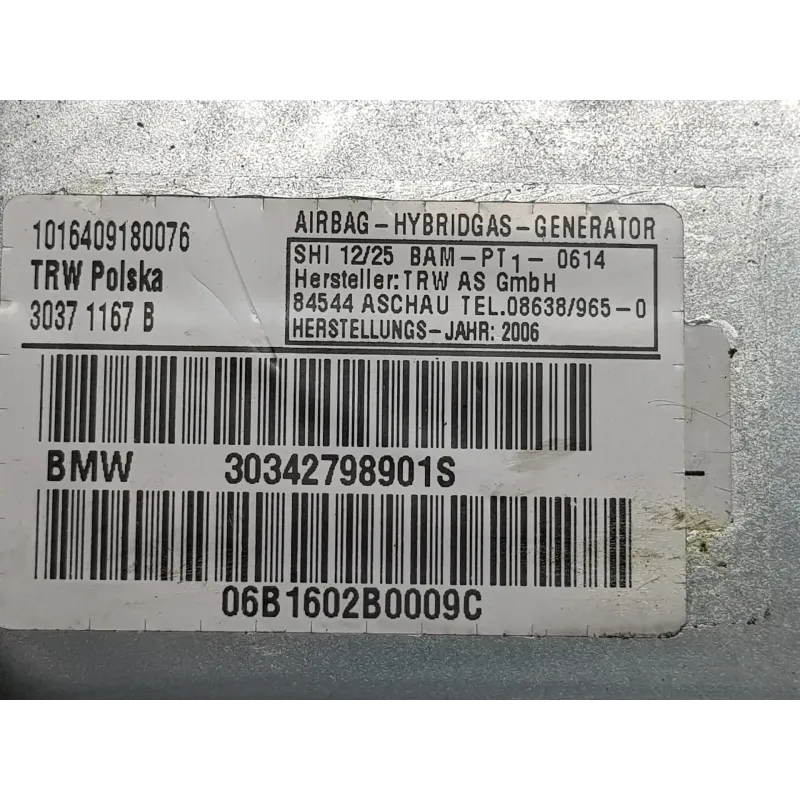 1016409180076
TRW Polska
3037 1167 B
AIRBAG-HYBRIDGAS-GENERATOR
SHI 12/25 BAM-PT1-0614
Hersteller:TRW AS GmbH
84544 ASCHAU TEL.08638/965-0
HERSTELLUNGS-JAHR: 2006
BMW 30342798901S
06B1602B0009C